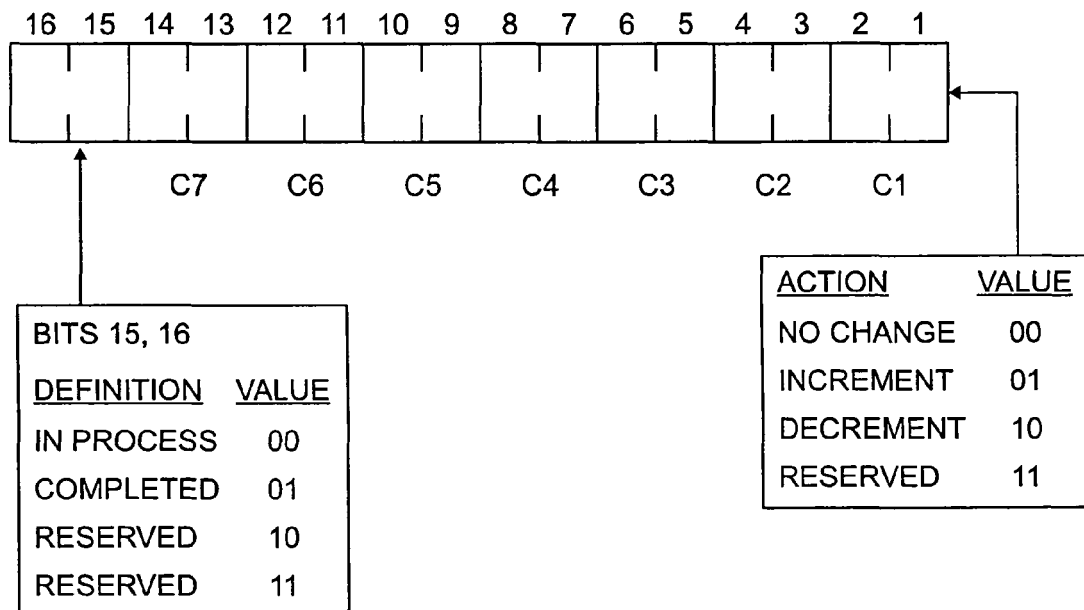 16 15 14 13 12 11 10 9 8 7 6 5 4 3 2 1
C7 C6 C5 C4 C3 C2 C1
ACTION VALUE
NO CHANGE 00
INCREMENT 01
DECREMENT 10
RESERVED 11
BITS 15, 16
DEFINITION VALUE
IN PROCESS 00
COMPLETED 01
RESERVED 10
RESERVED 11